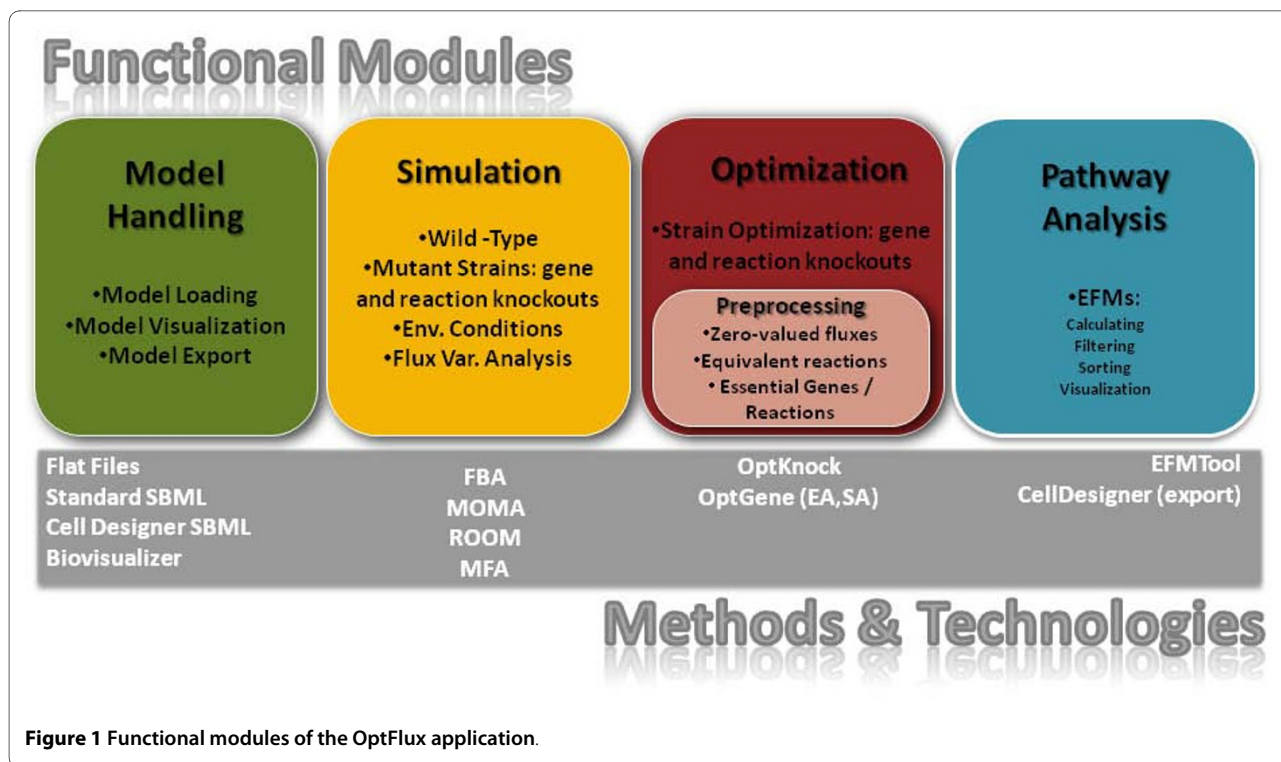 Functional Modules
Model
Handling
•Model Loading
•Model Visualization
•Model Export
Simulation
•Wild -Type
•Mutant Strains: gene
and reaction knockouts
•Env. Conditions
•Flux Var. Analysis
Optimization
•Strain Optimization: gene
and reaction knockouts
Preprocessing
•Zero-valued fluxes
•Equivalent reactions
• Essential Genes /
Reactions
Pathway
Analysis
•EFMs:
Calculating
Filtering
Sorting
Visualization
Flat Files
Standard SBML
Cell Designer SBML
Biovisualizer
FBA
MOMA
ROOM
MFA
OptKnock
OptGene (EA,SA)
EFMTool
CellDesigner (export)
Methods & Technologies
Figure 1 Functional modules of the OptFlux application.